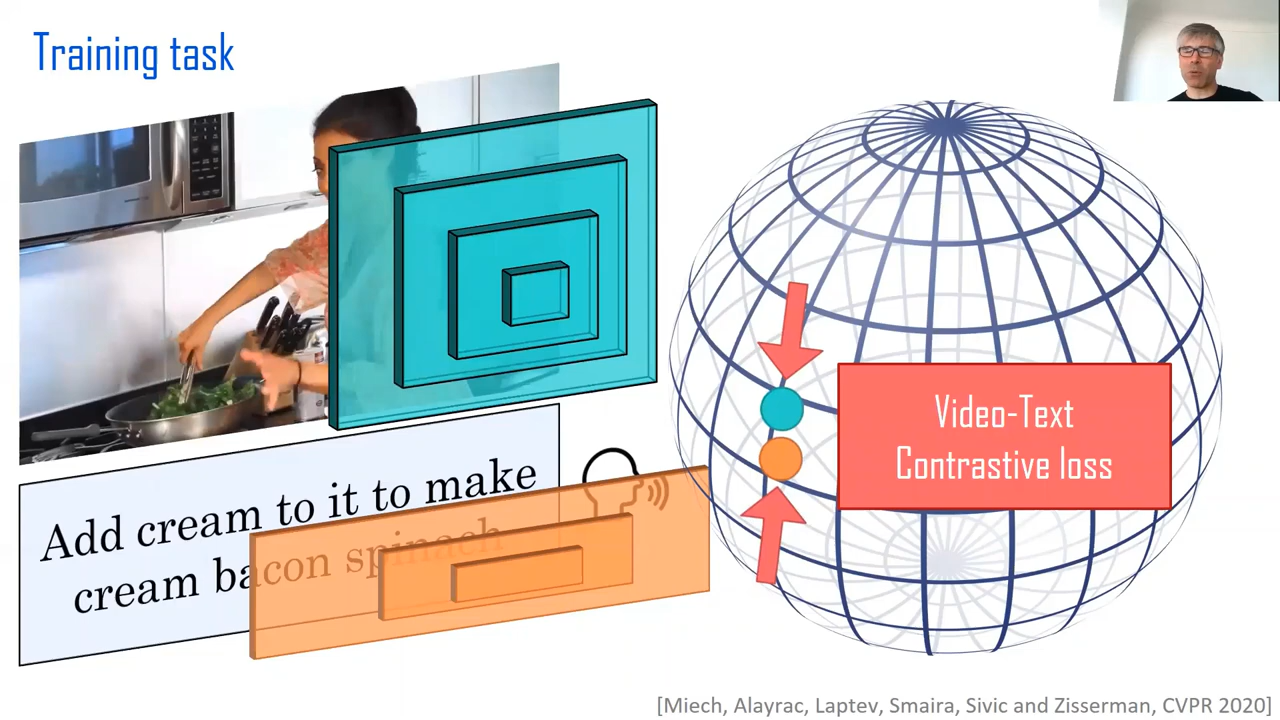 Training task
Add cream to it to make
cream bacon spinach
Video-Text
Contrastive loss
[Miech, Alayrac, Laptev, Smaira, Sivic and Zisserman, CVPR 2020]